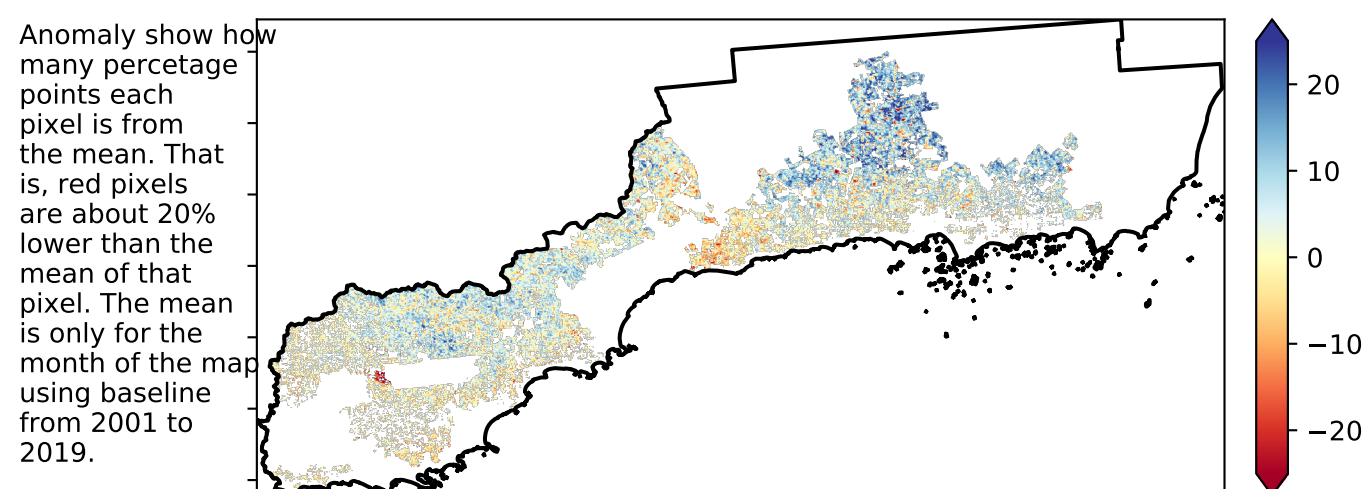 Anomaly show how
many percetage
points each
pixel is from
the mean. That
is, red pixels
are about 20%
lower than the
mean of that
pixel. The mean
is only for the
month of the map
using baseline
from 2001 to
2019.
20
10
0
−10
−20